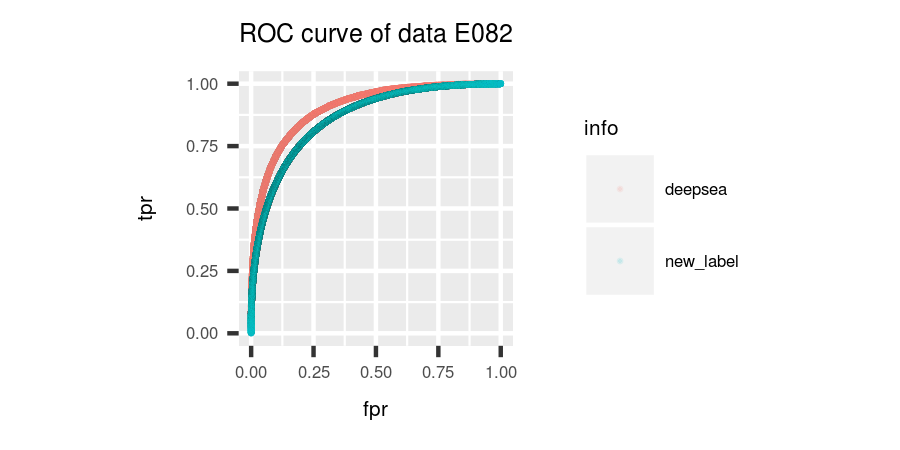 ROC curve of data E082
1.00
0.75
0.50
0.25
0.00
tpr
0.00 0.25 0.50 0.75 1.00
fpr
info
deepsea
new_label